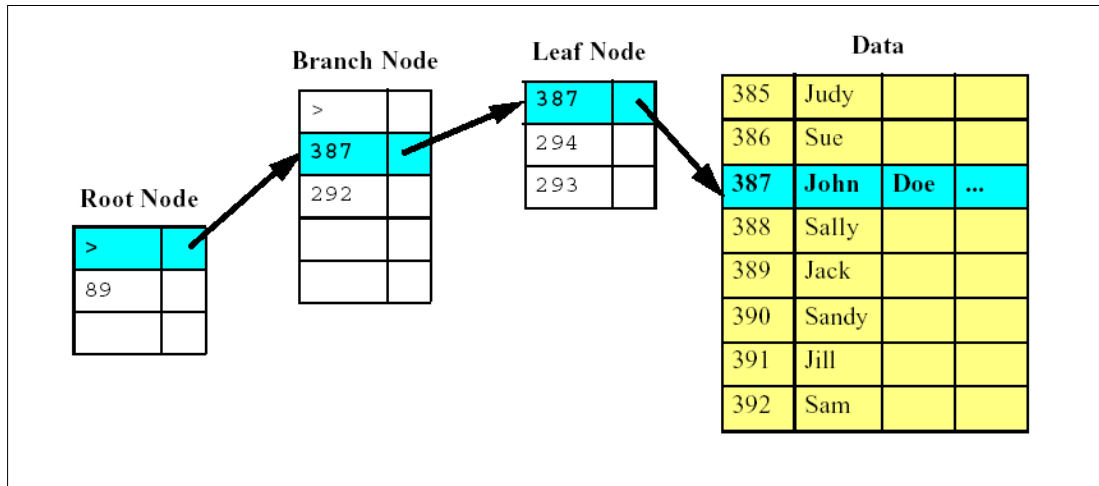 Root Node
>
89
Branch Node
>
387
292
Leaf Node
387
294
293
Data
385 Judy
386 Sue
387 John Doe ...
388 Sally
389 Jack
390 Sandy
391 Jill
392 Sam